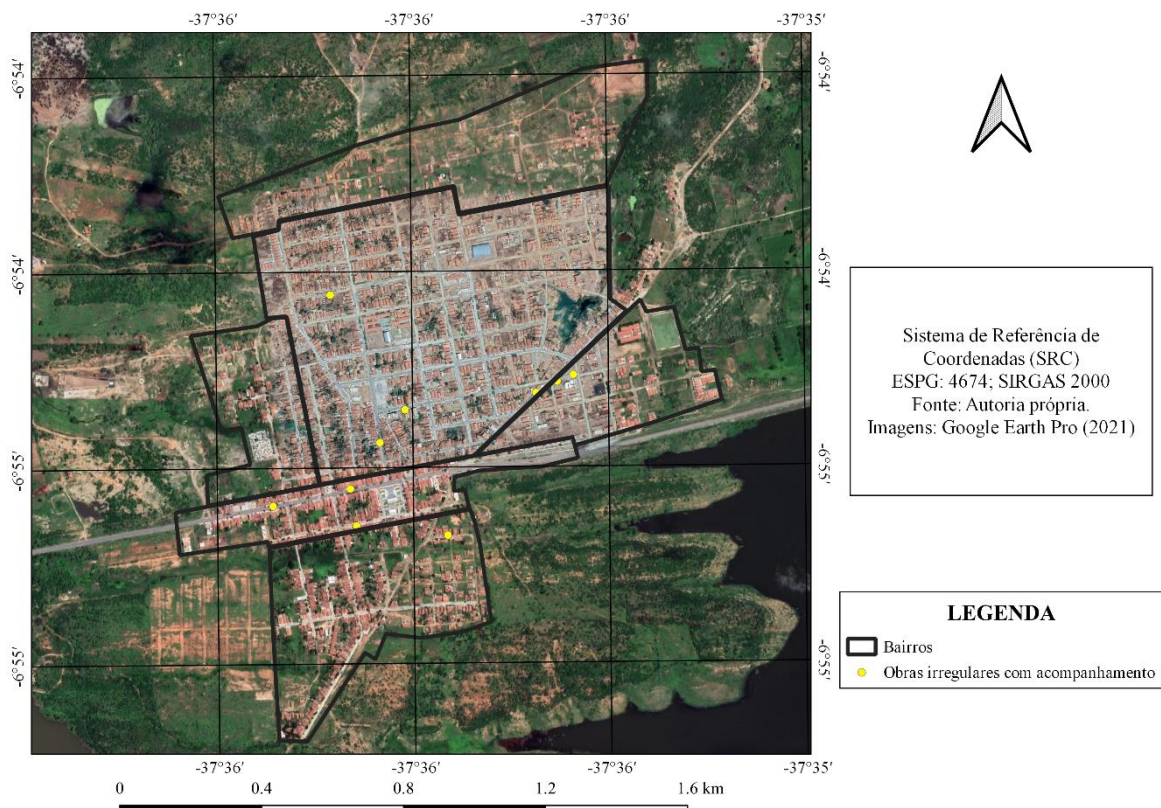 -37°36′ -37°36′ -37°36′ -37°35′
-6°54′ -6°54′
-6°54′ -6°54′
-6°55′ -6°55′
-6°55′ -6°55′
-37°36′ -37°36′ -37°36′ -37°35′
0 0.4 0.8 1.2 1.6 km
Sistema de Referência de
Coordenadas (SRC)
ESPG: 4674; SIRGAS 2000
Fonte: Autoria própria.
Imagens: Google Earth Pro (2021)
LEGENDA
Bairros
Obras irregulares com acompanhamento